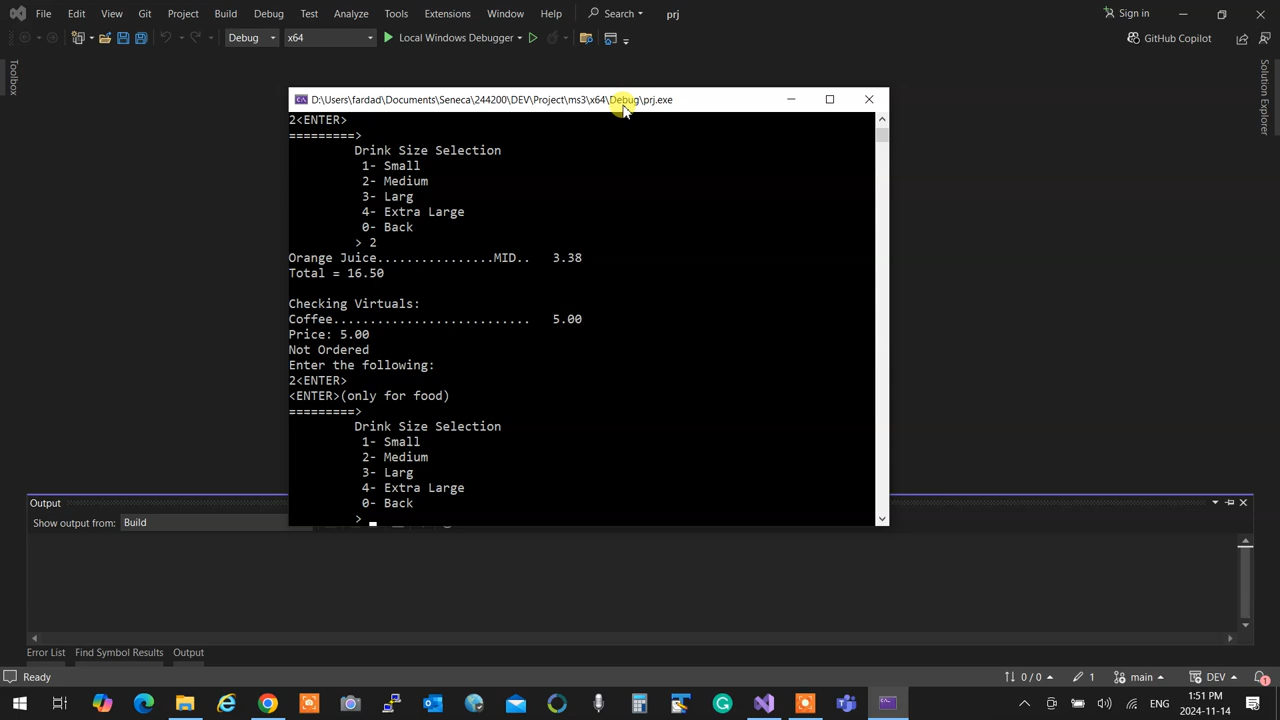 File Edit View Git Project Build Debug Test Analyze Tools Extensions Window Help Search prj Sign in
Debug x64 Local Windows Debugger GitHub Copilot
Toolbox
Solution Explorer
D:\Users\fardad\Documents\Seneca\244200\DEV\Project\ms3\x64\Debug\prj.exe
2<ENTER>
=========>
Drink Size Selection
1- Small
2- Medium
3- Larg
4- Extra Large
0- Back
> 2
Orange Juice................MID..   3.38
Total = 16.50
Checking Virtuals:
Coffee...........................   5.00
Price: 5.00
Not Ordered
Enter the following:
2<ENTER>
<ENTER>(only for food)
=========>
Drink Size Selection
1- Small
2- Medium
3- Larg
4- Extra Large
0- Back
>
Output
Show output from: Build
Error List Find Symbol Results Output
Ready 0 / 0 1 main DEV 1
ENG 1:51 PM
2024-11-14